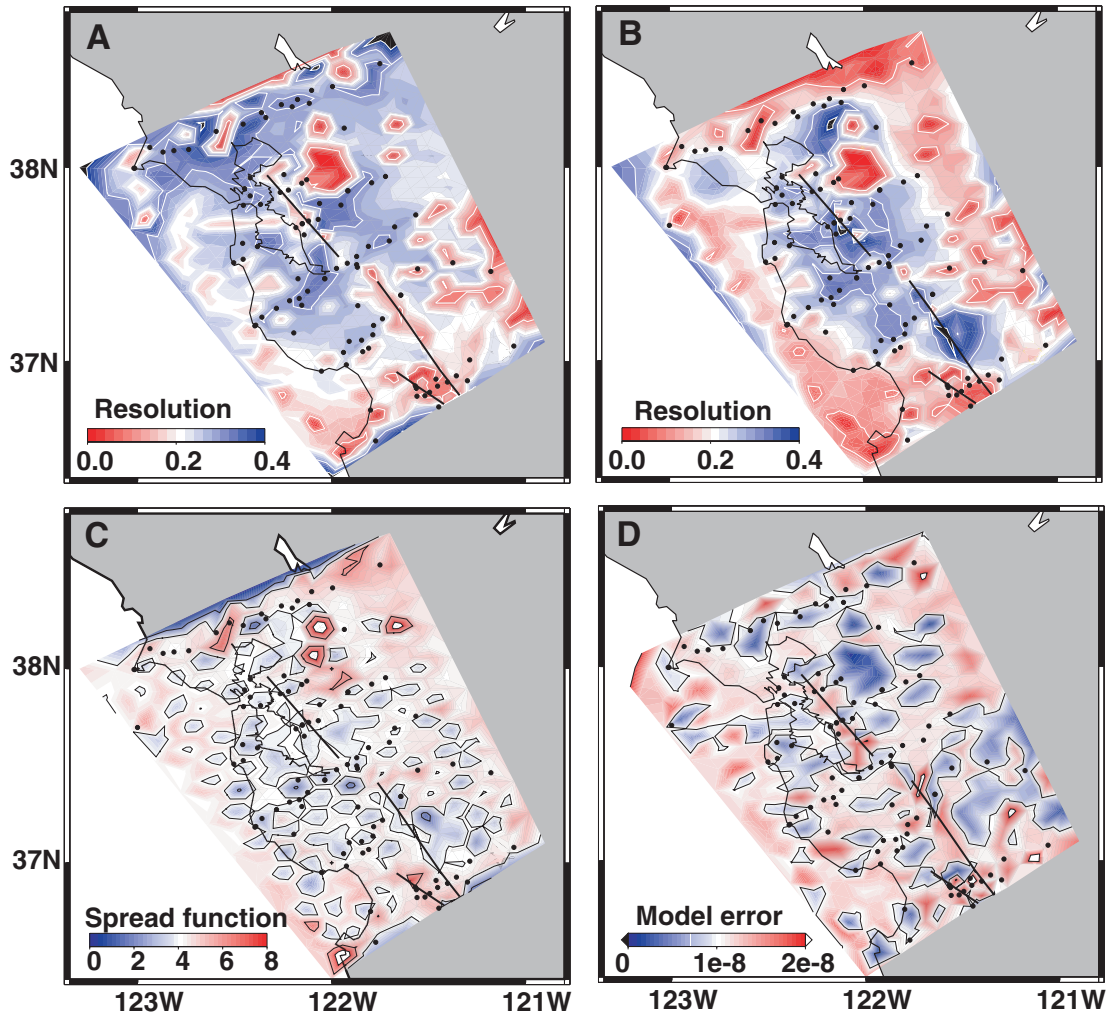 A
B
38N
37N
Resolution
0.0 0.2 0.4
Resolution
0.0 0.2 0.4
C
D
38N
37N
Spread function
0 2 4 6 8
Model error
0 1e-8 2e-8
123W 122W 121W
123W 122W 121W